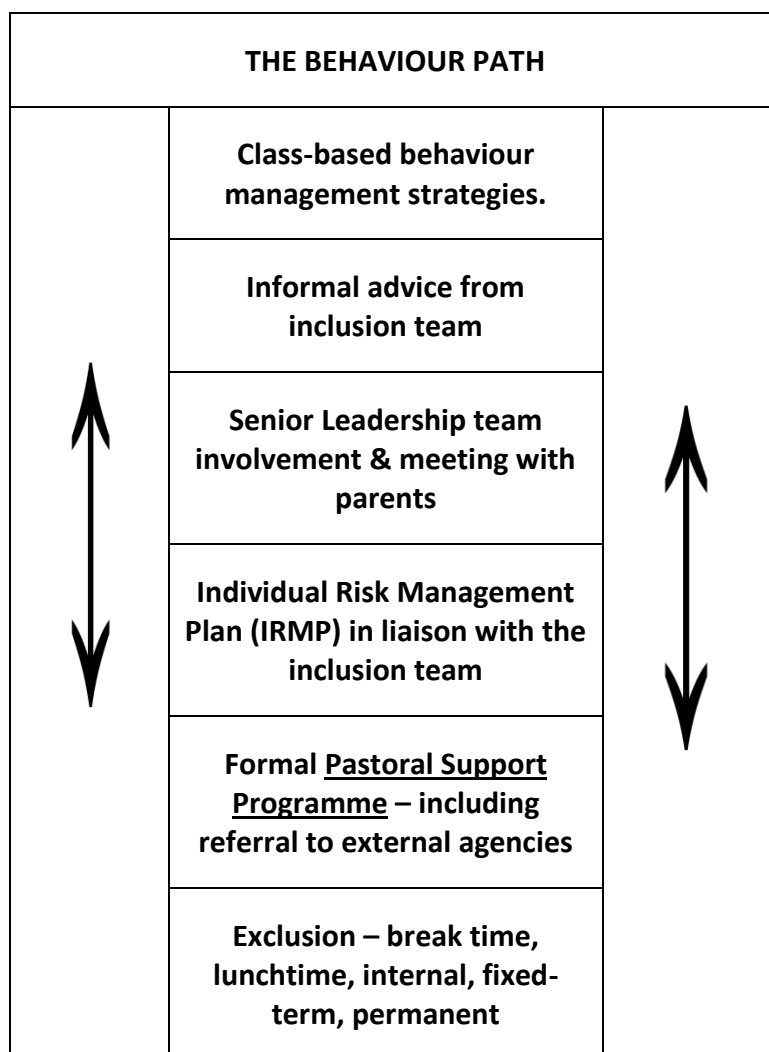 THE BEHAVIOUR PATH
Class-based behaviour
management strategies.
Informal advice from
inclusion team
Senior Leadership team
involvement & meeting with
parents
Individual Risk Management
Plan (IRMP) in liaison with the
inclusion team
Formal Pastoral Support
Programme – including
referral to external agencies
Exclusion – break time,
lunchtime, internal, fixed-
term, permanent